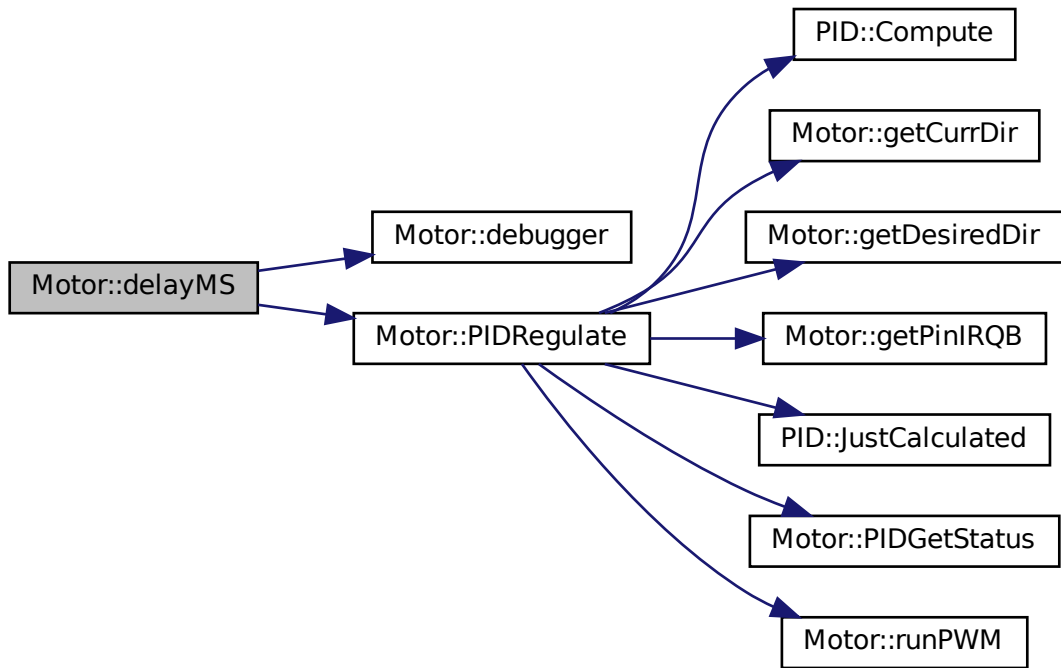 Motor::delayMS
Motor::debugger
Motor::PIDRegulate
PID::Compute
Motor::getCurrDir
Motor::getDesiredDir
Motor::getPinIRQB
PID::JustCalculated
Motor::PIDGetStatus
Motor::runPWM